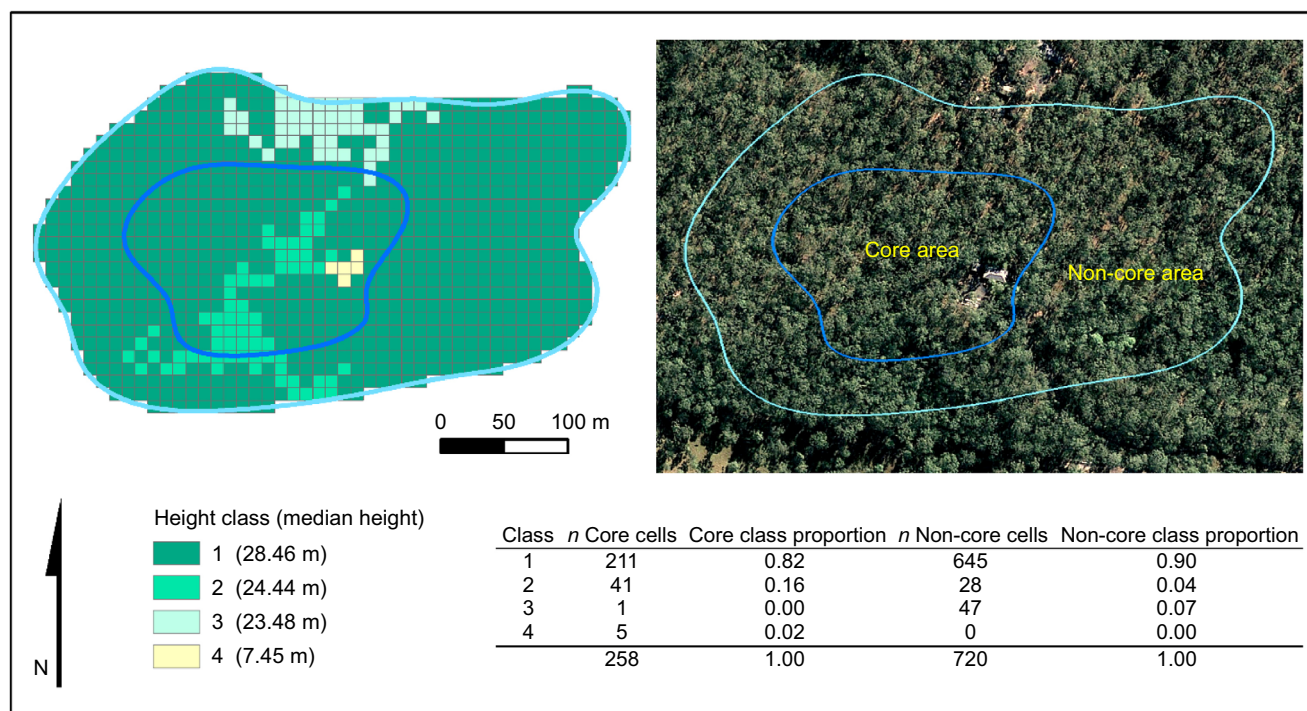 Core area
Non-core area
0 50 100 m
N
Height class (median height)
1 (28.46 m)
2 (24.44 m)
3 (23.48 m)
4 (7.45 m)
Class n Core cells Core class proportion n Non-core cells Non-core class proportion
1 211 0.82 645 0.90
2 41 0.16 28 0.04
3 1 0.00 47 0.07
4 5 0.02 0 0.00
258 1.00 720 1.00